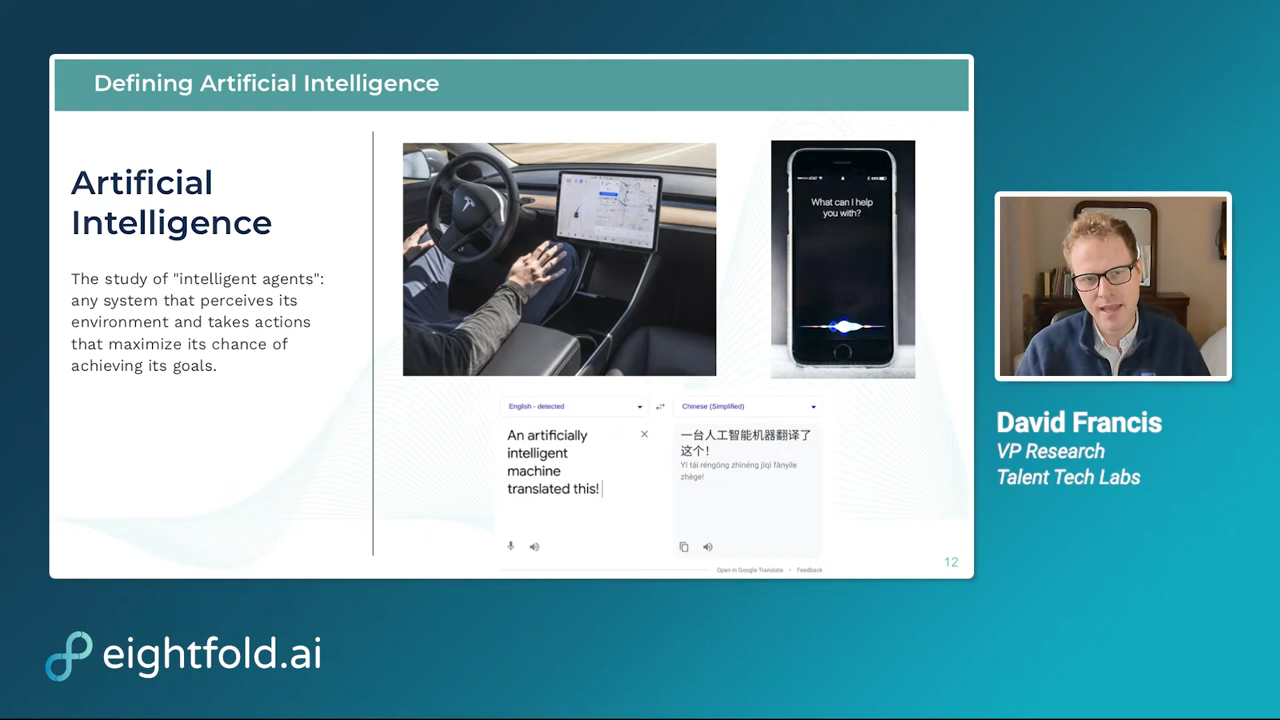 Defining Artificial Intelligence
Artificial
Intelligence
The study of "intelligent agents":
any system that perceives its
environment and takes actions
that maximize its chance of
achieving its goals.
What can I help
you with?
English - detected
Chinese (Simplified)
An artificially
intelligent
machine
translated this!
一台人工智能机器翻译了
这个！
Yī tái réngōng zhìnéng jīqì fānyìle
zhège!
Open in Google Translate • Feedback
12
David Francis
VP Research
Talent Tech Labs
eightfold.ai